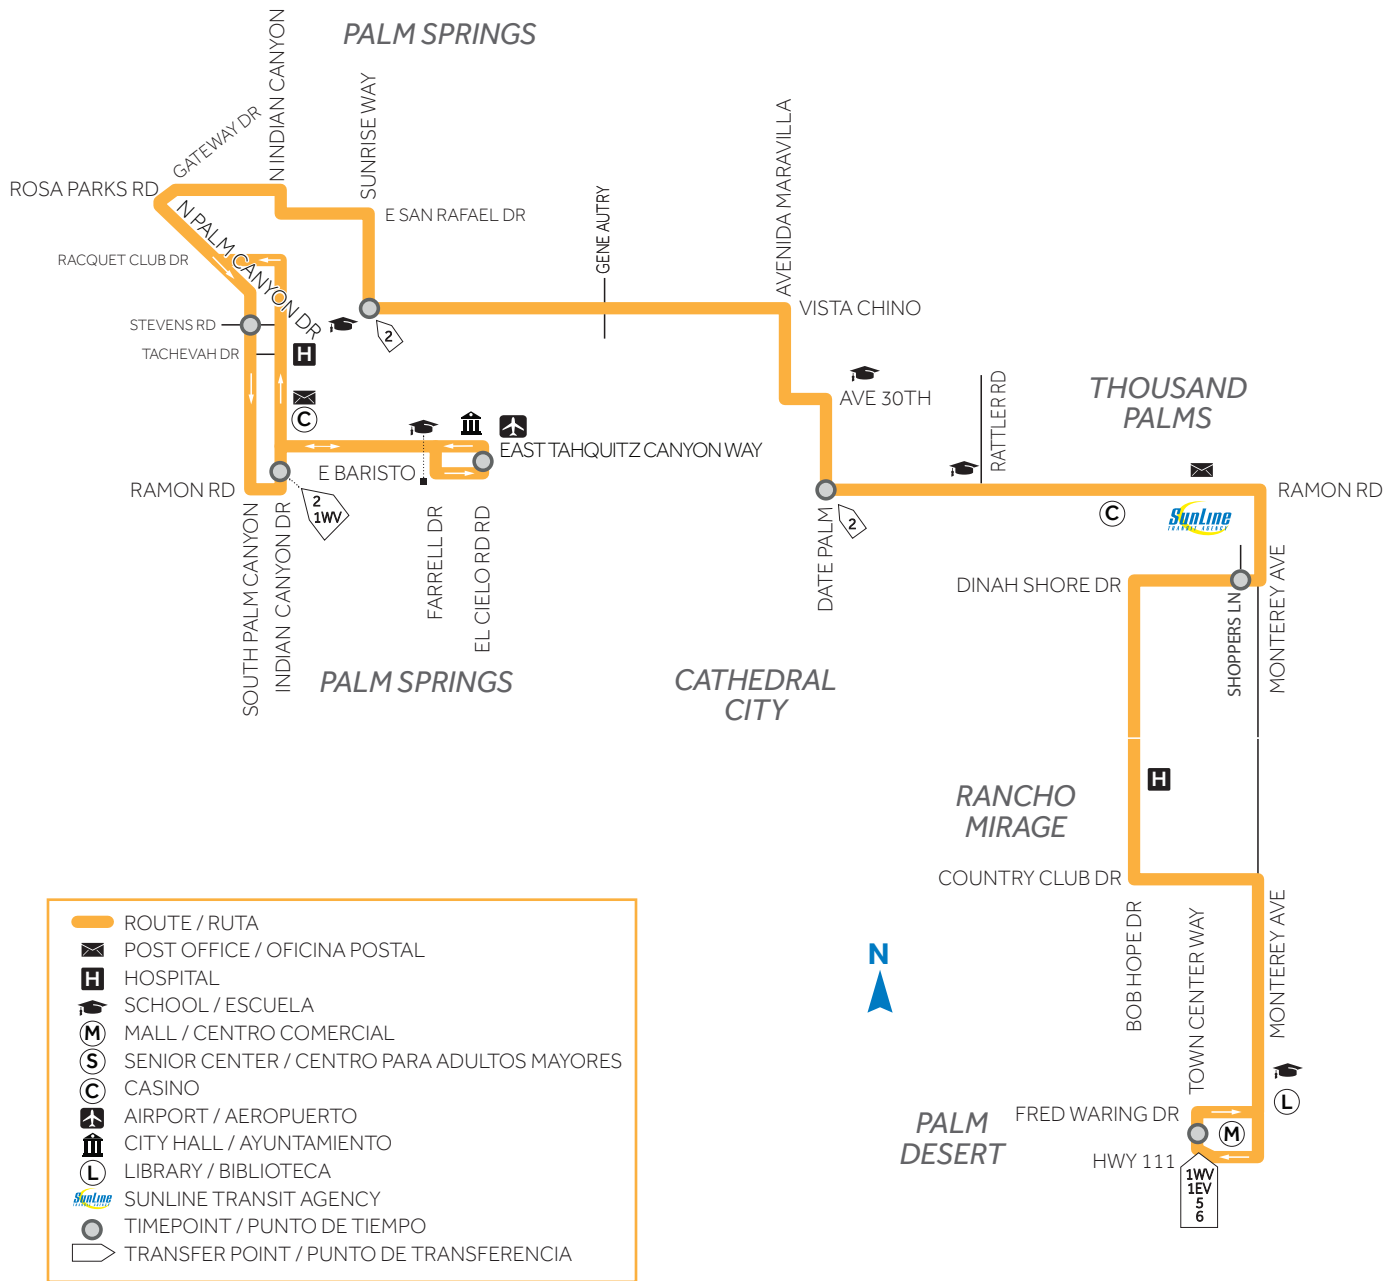 PALM SPRINGS
N INDIAN CANYON
GATEWAY DR
SUNRISE WAY
AVENIDA MARAVILLA
ROSA PARKS RD
N PALM CANYON DR
E SAN RAFAEL DR
GENE AUTRY
RACQUET CLUB DR
VISTA CHINO
STEVENS RD
2
TACHEVAH DR
H
C
AVE 30TH
RATTLER RD
THOUSAND
PALMS
EAST TAHQUITZ CANYON WAY
E BARISTO
RAMON RD
2
1WV
2
C
SunLine
TRANSIT AGENCY
RAMON RD
SOUTH PALM CANYON
INDIAN CANYON DR
FARRELL DR
EL CIELO RD RD
DATE PALM
DINAH SHORE DR
SHOPPERS LN
MONTEREY AVE
PALM SPRINGS
CATHEDRAL
CITY
H
RANCHO
MIRAGE
COUNTRY CLUB DR
BOB HOPE DR
TOWN CENTER WAY
MONTEREY AVE
N
L
FRED WARING DR
M
PALM
DESERT
HWY 111
1WV
1EV
5
6
ROUTE / RUTA
POST OFFICE / OFICINA POSTAL
H HOSPITAL
SCHOOL / ESCUELA
M MALL / CENTRO COMERCIAL
S SENIOR CENTER / CENTRO PARA ADULTOS MAYORES
C CASINO
AIRPORT / AEROPUERTO
CITY HALL / AYUNTAMIENTO
L LIBRARY / BIBLIOTECA
SunLine SUNLINE TRANSIT AGENCY
TIMEPOINT / PUNTO DE TIEMPO
TRANSFER POINT / PUNTO DE TRANSFERENCIA